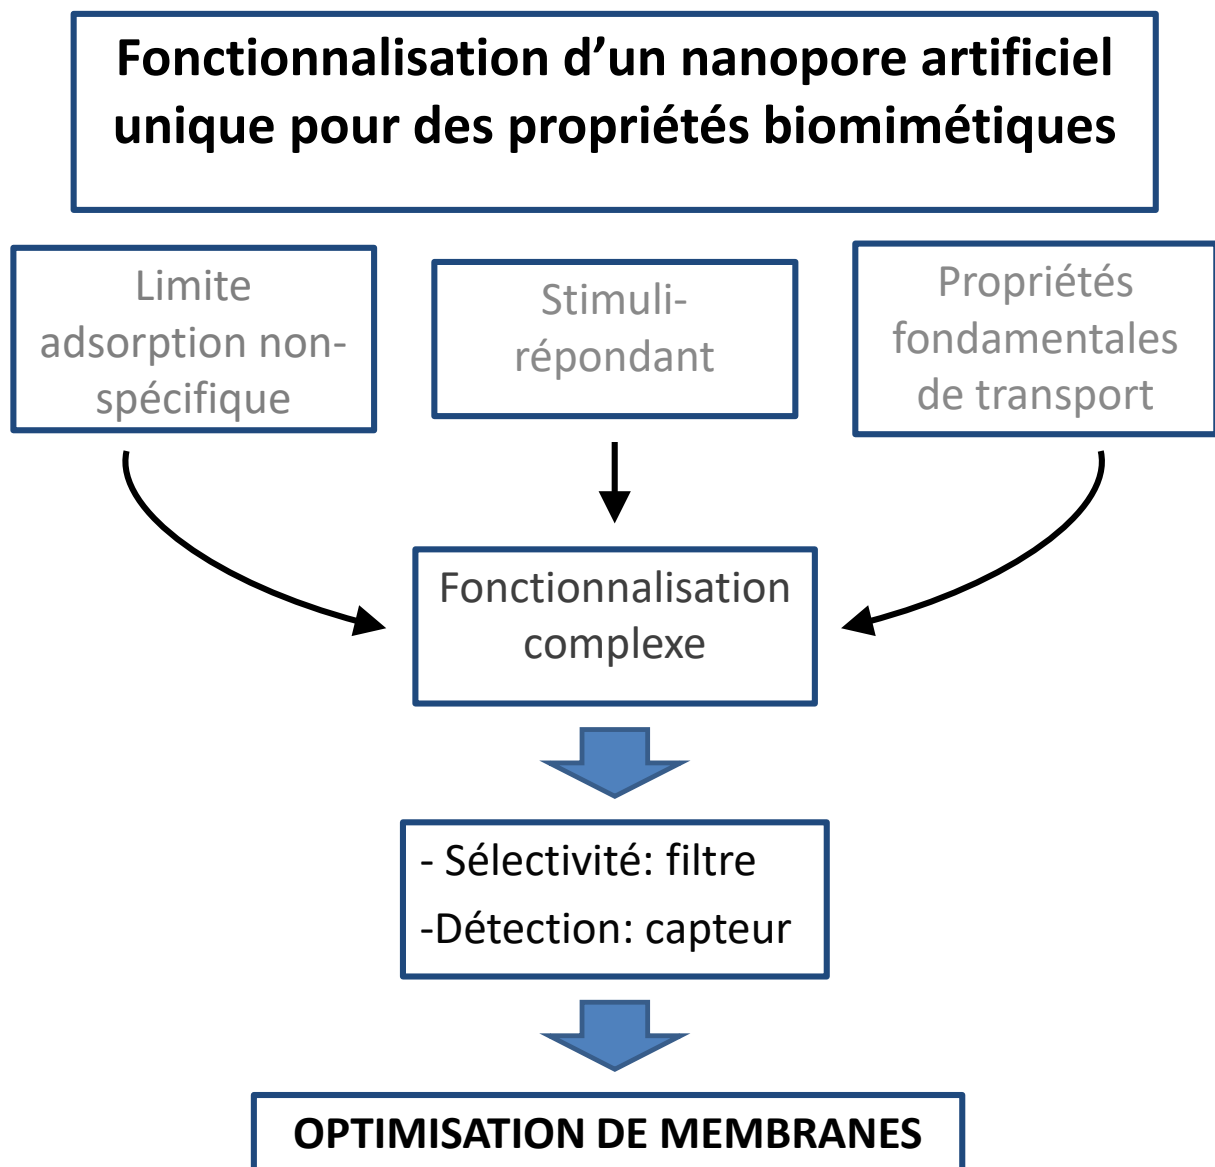 Fonctionnalisation d’un nanopore artificiel
unique pour des propriétés biomimétiques
Limite
adsorption non-
spécifique
Stimuli-
répondant
Propriétés
fondamentales
de transport
Fonctionnalisation
complexe
- Sélectivité: filtre
-Détection: capteur
OPTIMISATION DE MEMBRANES